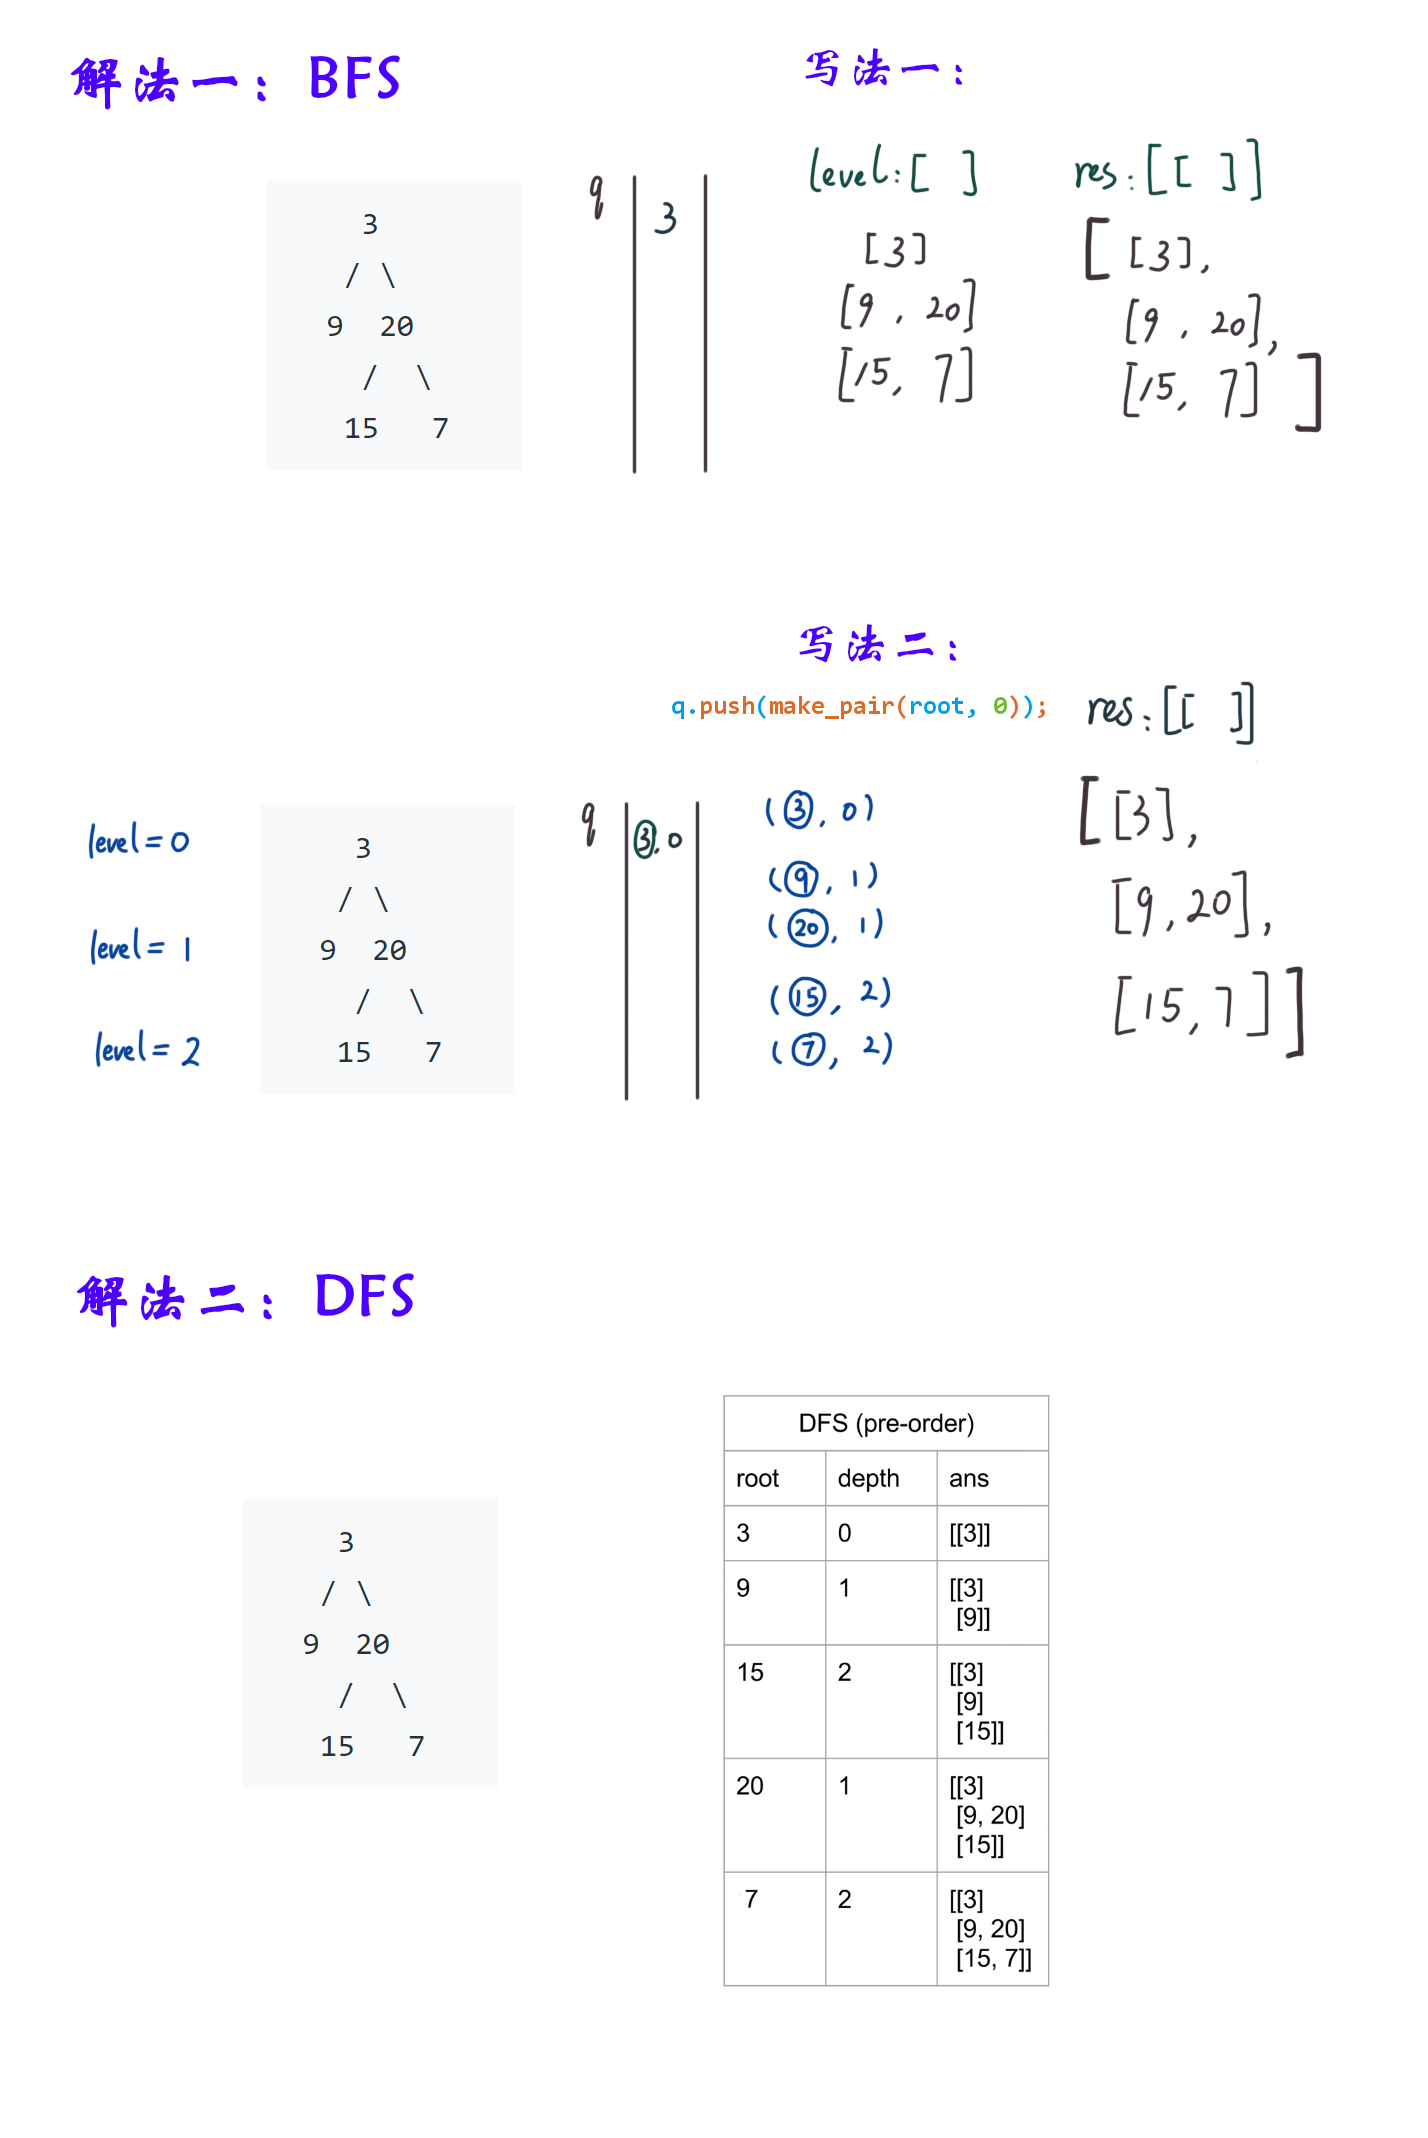 解法一：BFS
写法一：
level:[ ]
res:[[ ]]
q
3
3
/ \
9 20
/ \
15 7
[3]
[9 , 20]
[15, 7]
[[3],
[9 , 20],
[15, 7]]
写法二：
q.push(make_pair(root, 0));
res:[[ ]]
level=0
level=1
level=2
3
/ \
9 20
/ \
15 7
q
3,0
(3, 0)
(9, 1)
(20, 1)
(15, 2)
(7, 2)
[[3],
[9,20],
[15,7]]
解法二：DFS
3
/ \
9 20
/ \
15 7
DFS (pre-order)
root depth ans
3 0 [[3]]
9 1 [[3]
[9]]
15 2 [[3]
[9]
[15]]
20 1 [[3]
[9, 20]
[15]]
7 2 [[3]
[9, 20]
[15, 7]]